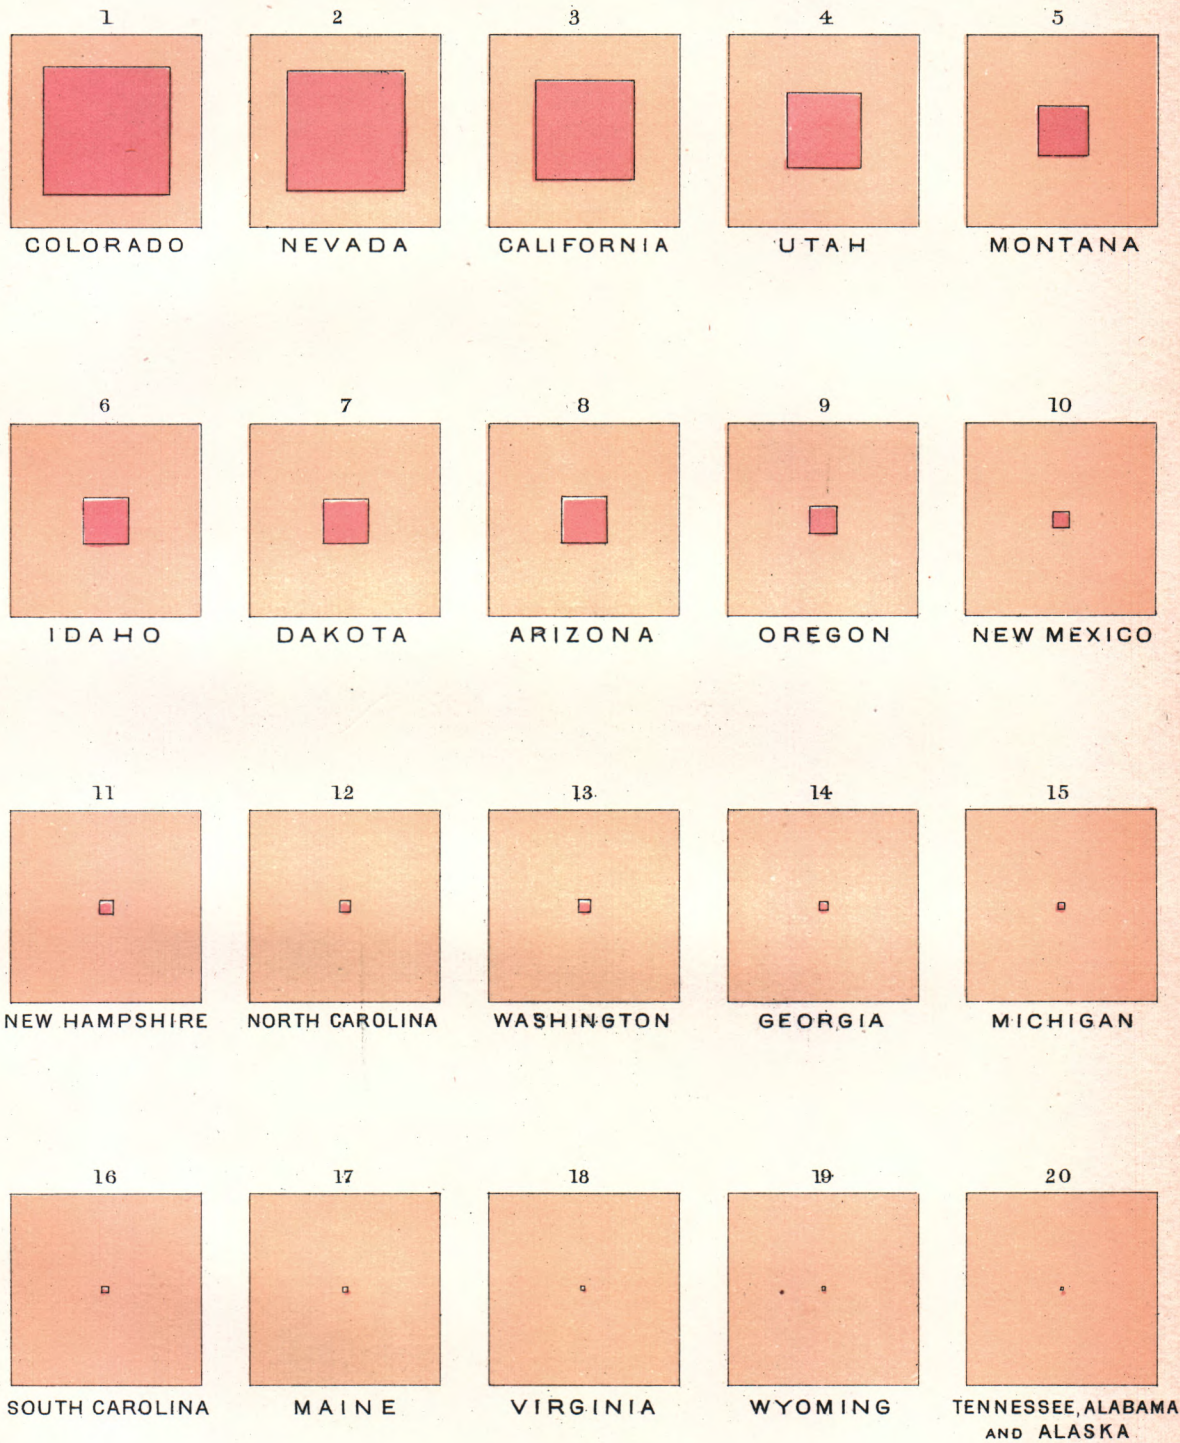 1 2 3 4 5
COLORADO NEVADA CALIFORNIA UTAH MONTANA
6 7 8 9 10
IDAHO DAKOTA ARIZONA OREGON NEW MEXICO
11 12 13 14 15
NEW HAMPSHIRE NORTH CAROLINA WASHINGTON GEORGIA MICHIGAN
16 17 18 19 20
SOUTH CAROLINA MAINE VIRGINIA WYOMING TENNESSEE, ALABAMA
AND ALASKA